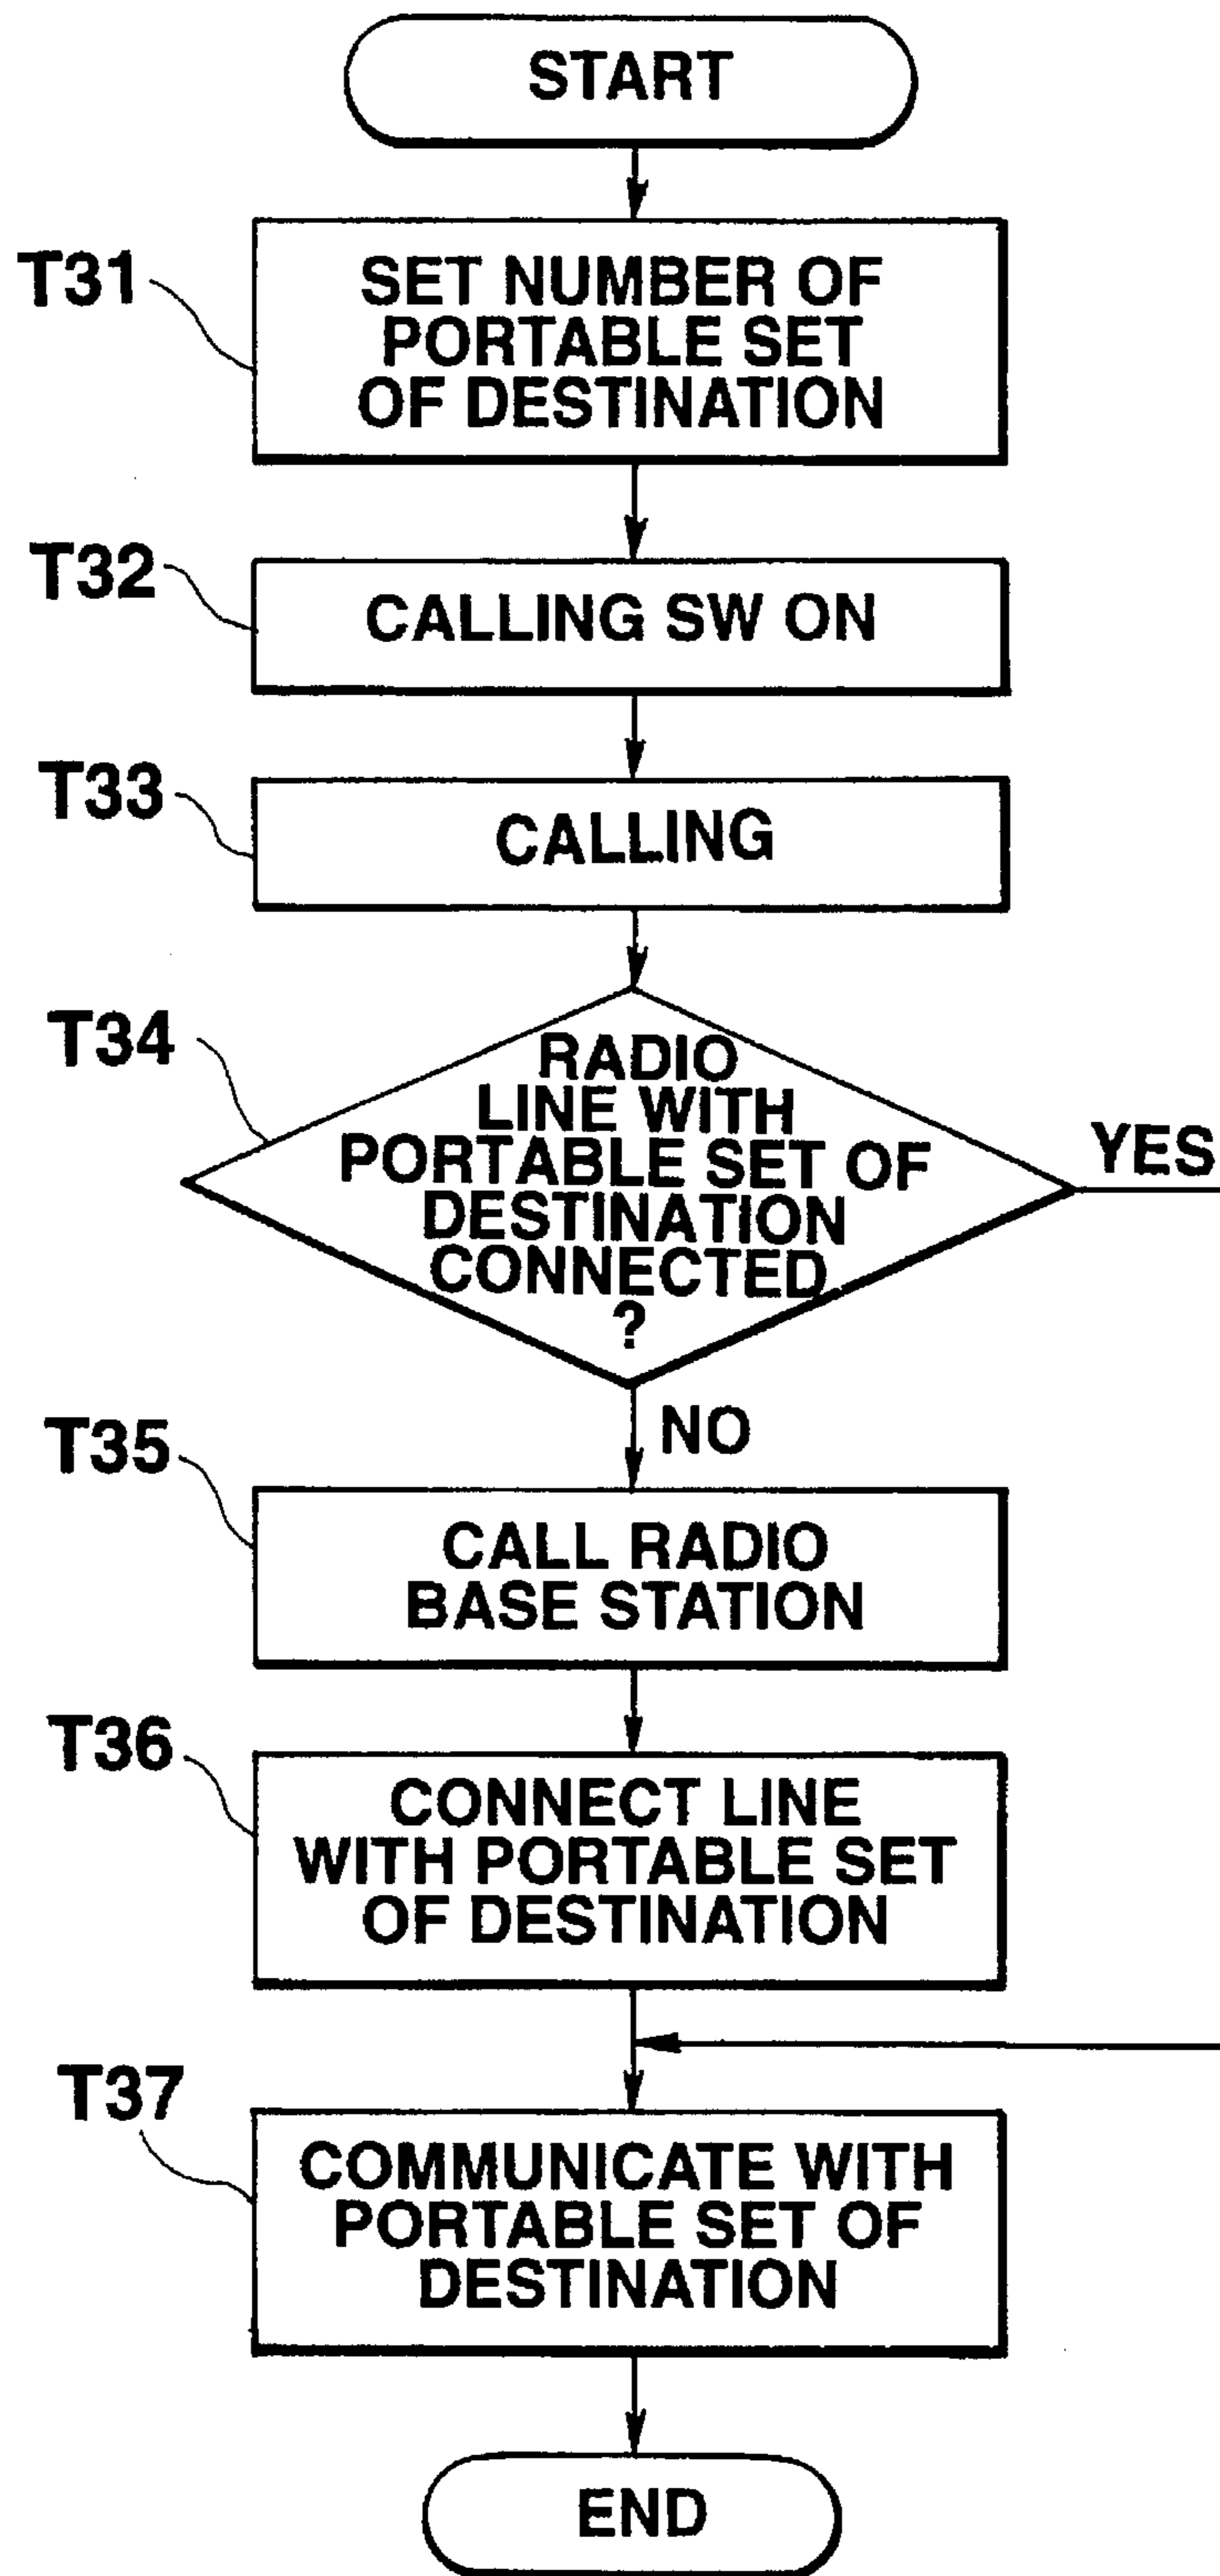 START
T31
SET NUMBER OF
PORTABLE SET
OF DESTINATION
T32
CALLING SW ON
T33
CALLING
T34
RADIO
LINE WITH
PORTABLE SET OF
DESTINATION
CONNECTED
?
YES
NO
T35
CALL RADIO
BASE STATION
T36
CONNECT LINE
WITH PORTABLE SET
OF DESTINATION
T37
COMMUNICATE WITH
PORTABLE SET OF
DESTINATION
END